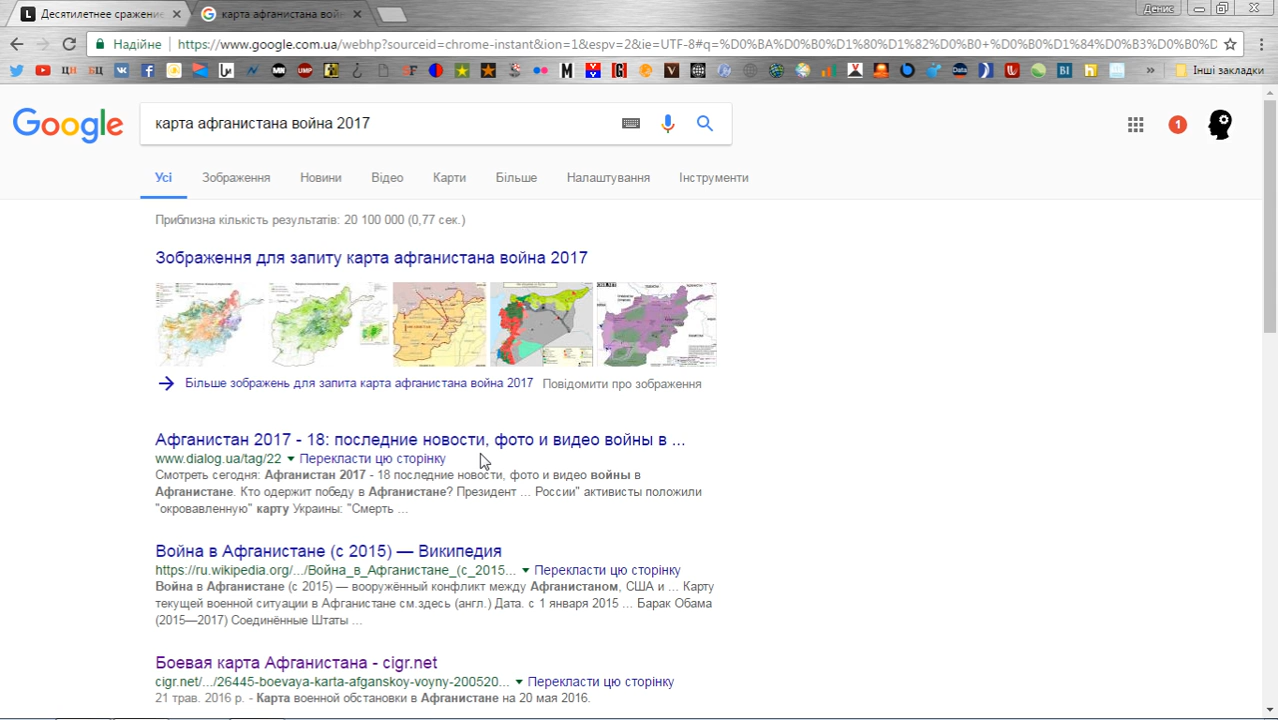 Десятилетнее сражение
карта афганистана войн
Денис
Надійне
https://www.google.com.ua/webhp?sourceid=chrome-instant&ion=1&espv=2&ie=UTF-8#q=%D0%BA%D0%B0%D1%80%D1%82%D0%B0+%D0%B0%D1%84%D0%B3%D0%B0%D0%BD%D
Інші закладки
Google
карта афганистана война 2017
1
Усі Зображення Новини Відео Карти Більше Налаштування Інструменти
Приблизна кількість результатів: 20 100 000 (0,77 сек.)
Зображення для запиту карта афганистана война 2017
Більше зображень для запита карта афганистана война 2017 Повідомити про зображення
Афганистан 2017 - 18: последние новости, фото и видео войны в ...
www.dialog.ua/tag/22 Перекласти цю сторінку
Смотреть сегодня: Афганистан 2017 - 18 последние новости, фото и видео войны в
Афганистане. Кто одержит победу в Афганистане? Президент ... России" активисты положили
"окровавленную" карту Украины: "Смерть ...
Война в Афганистане (с 2015) — Википедия
https://ru.wikipedia.org/.../Война_в_Афганистане_(с_2015... Перекласти цю сторінку
Война в Афганистане (с 2015) — вооружённый конфликт между Афганистаном, США и ... Карту
текущей военной ситуации в Афганистане см.здесь (англ.) Дата. с 1 января 2015 ... Барак Обама
(2015—2017) Соединённые Штаты ...
Боевая карта Афганистана - cigr.net
cigr.net/.../26445-boevaya-karta-afganskoy-voyny-200520... Перекласти цю сторінку
21 трав. 2016 р. - Карта военной обстановки в Афганистане на 20 мая 2016.